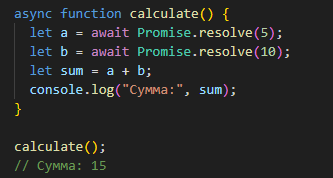 async function calculate() {
  let a = await Promise.resolve(5);
  let b = await Promise.resolve(10);
  let sum = a + b;
  console.log("Сумма:", sum);
}

calculate();
// Сумма: 15